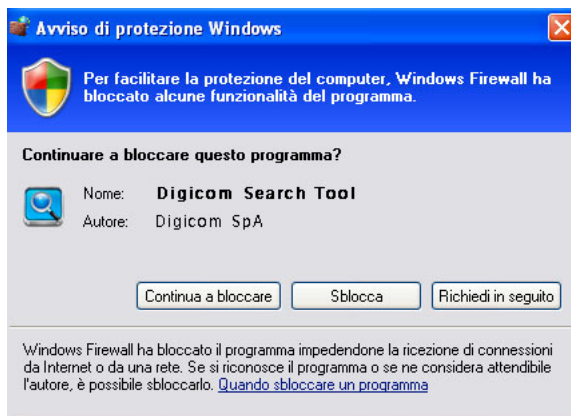 Avviso di protezione Windows
Per facilitare la protezione del computer, Windows Firewall ha
bloccato alcune funzionalità del programma.
Continuare a bloccare questo programma?
Nome: Digicom Search Tool
Autore: Digicom SpA
Continua a bloccare Sblocca Richiedi in seguito
Windows Firewall ha bloccato il programma impedendone la ricezione di connessioni
da Internet o da una rete. Se si riconosce il programma o se ne considera attendibile
l'autore, è possibile sbloccarlo. Quando sbloccare un programma